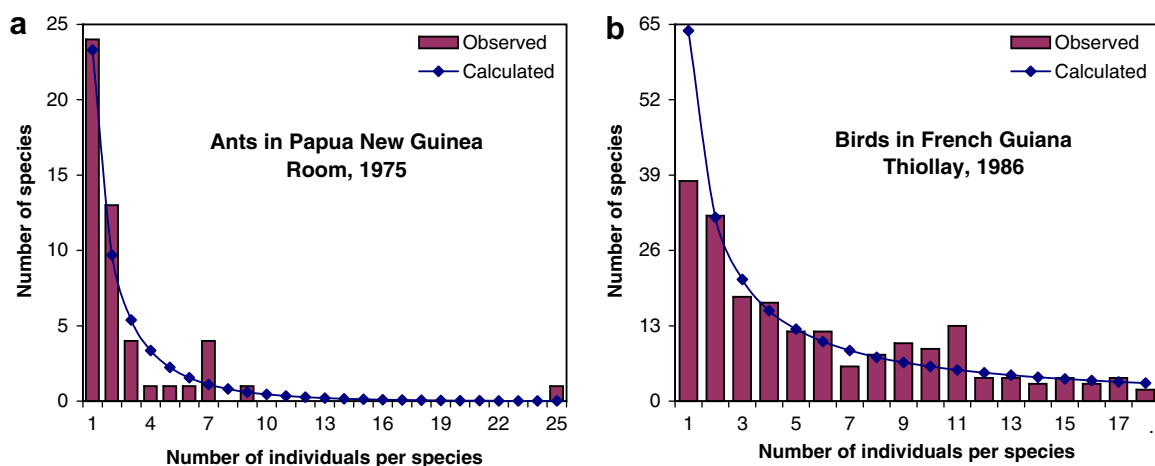 a
25
20
15
10
5
0
Number of species
Observed
Calculated
Ants in Papua New Guinea
Room, 1975
1 4 7 10 13 16 19 22 25
Number of individuals per species
b
65
52
39
26
13
0
Number of species
Observed
Calculated
Birds in French Guiana
Thiollay, 1986
1 3 5 7 9 11 13 15 17 .
Number of individuals per species